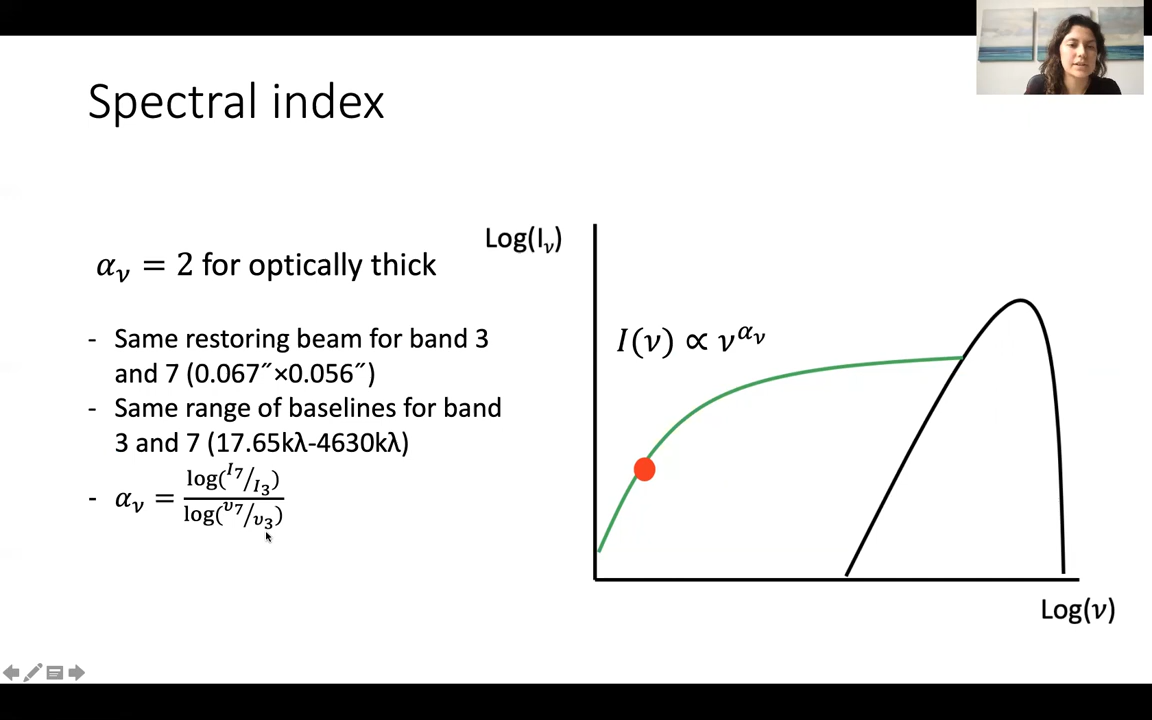 Spectral index
αν = 2 for optically thick
- Same restoring beam for band 3
and 7 (0.067˝×0.056˝)
- Same range of baselines for band
3 and 7 (17.65kλ-4630kλ)
- αν = log(I7/I3) / log(υ7/υ3)
Log(Iν)
I(ν) ∝ ν^αν
Log(ν)